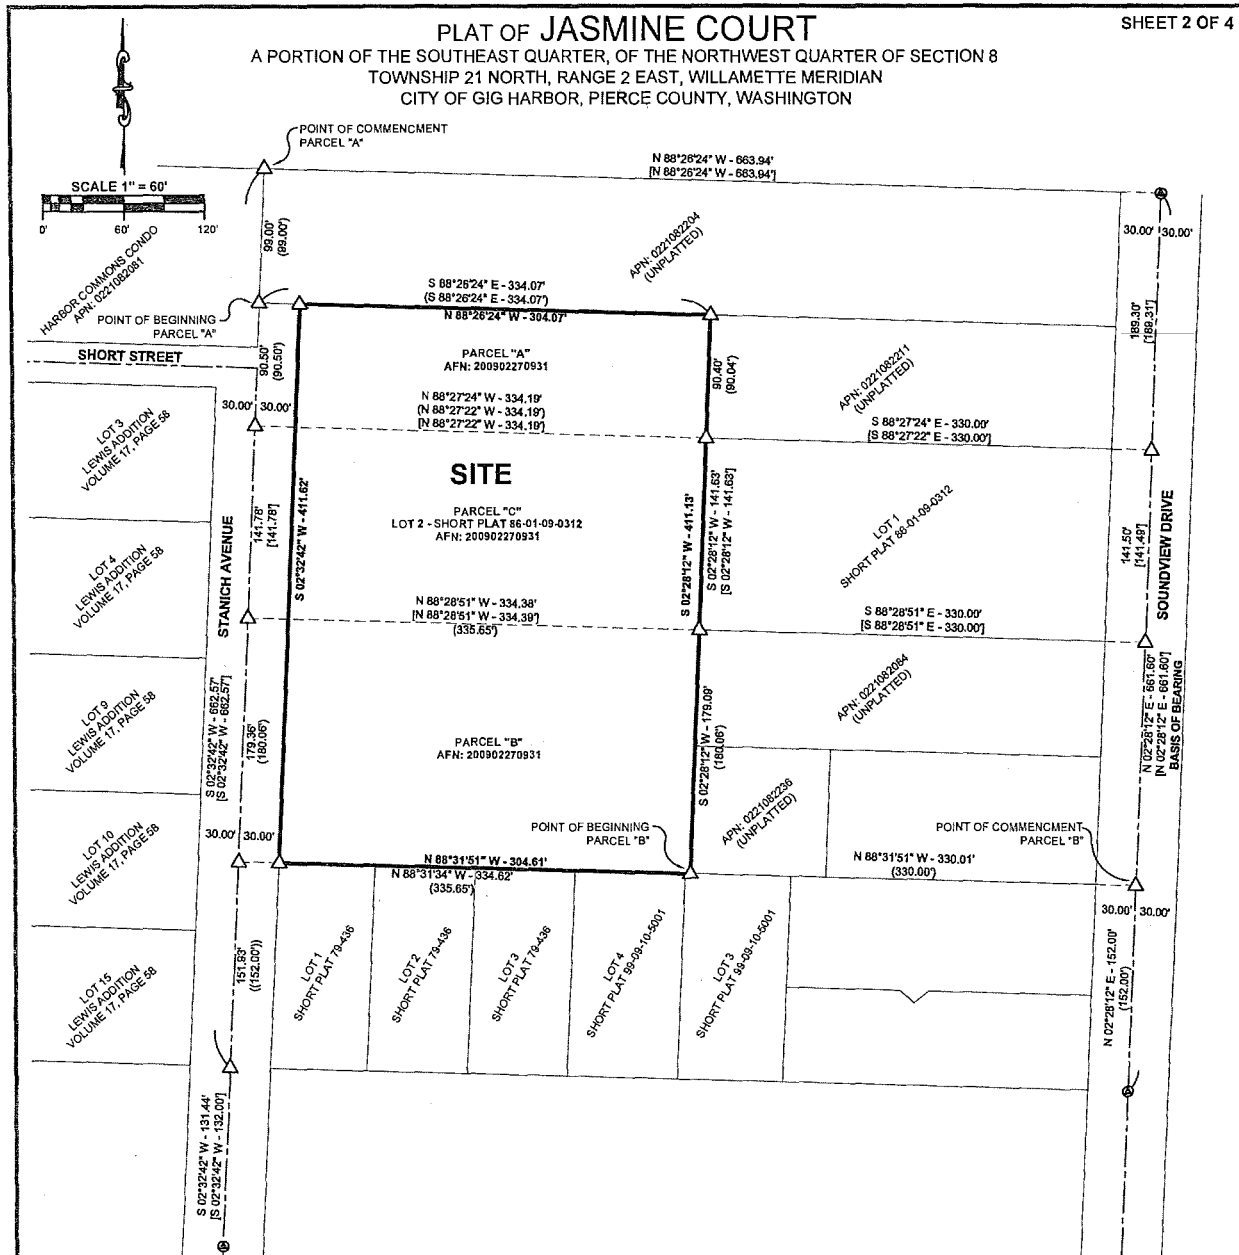 PLAT OF JASMINE COURT
SHEET 2 OF 4
A PORTION OF THE SOUTHEAST QUARTER, OF THE NORTHWEST QUARTER OF SECTION 8
TOWNSHIP 21 NORTH, RANGE 2 EAST, WILLAMETTE MERIDIAN
CITY OF GIG HARBOR, PIERCE COUNTY, WASHINGTON
POINT OF COMMENCMENT
PARCEL "A"
N 88°26'24" W - 663.94'
[N 88°26'24" W - 663.94']
SCALE 1" = 60'
0' 60' 120'
99.00'
(99.00')
30.00' 30.00'
HARBOR COMMONS CONDO
APN: 0221082081
APN: 0221082204
(UNPLATTED)
S 88°26'24" E - 334.07'
(S 88°26'24" E - 334.07')
N 88°26'24" W - 304.07'
189.30'
[189.31']
POINT OF BEGINNING
PARCEL "A"
SHORT STREET
90.50'
(90.50')
PARCEL "A"
AFN: 200902270931
90.40'
(90.04')
APN: 0221082211
(UNPLATTED)
N 88°27'24" W - 334.19'
(N 88°27'22" W - 334.19')
[N 88°27'22" W - 334.19']
30.00' 30.00'
S 88°27'24" E - 330.00'
[S 88°27'22" E - 330.00']
LOT 3
LEWIS ADDITION
VOLUME 17, PAGE 58
SITE
141.78'
[141.78']
S 02°32'42" W - 411.62'
PARCEL "C"
LOT 2 - SHORT PLAT 86-01-09-0312
AFN: 200902270931
S 02°28'12" W - 411.13'
S 02°28'12" W - 141.63'
[S 02°28'12" W - 141.63']
LOT 1
SHORT PLAT 86-01-09-0312
141.50'
[141.49']
SOUNDVIEW DRIVE
STANICH AVENUE
LOT 4
LEWIS ADDITION
VOLUME 17, PAGE 58
N 88°28'51" W - 334.38'
[N 88°28'51" W - 334.39']
(335.65')
S 88°28'51" E - 330.00'
[S 88°28'51" E - 330.00']
LOT 9
LEWIS ADDITION
VOLUME 17, PAGE 58
S 02°32'42" W - 662.57'
[S 02°32'42" W - 662.57']
179.36'
(180.06')
PARCEL "B"
AFN: 200902270931
S 02°28'12" W - 179.09'
(180.06')
APN: 0221082084
(UNPLATTED)
N 02°28'12" E - 661.60'
[N 02°28'12" E - 661.60']
BASIS OF BEARING
APN: 0221082236
(UNPLATTED)
30.00' 30.00'
LOT 10
LEWIS ADDITION
VOLUME 17, PAGE 58
POINT OF BEGINNING
PARCEL "B"
POINT OF COMMENCMENT
PARCEL "B"
N 88°31'51" W - 304.61'
N 88°31'34" W - 334.62'
(335.65')
N 88°31'51" W - 330.01'
(330.00')
30.00' 30.00'
151.93'
((152.00'))
LOT 1
SHORT PLAT 79-436
LOT 2
SHORT PLAT 79-436
LOT 3
SHORT PLAT 79-436
LOT 4
SHORT PLAT 99-09-10-5001
LOT 3
SHORT PLAT 99-09-10-5001
N 02°28'12" E - 152.00'
(152.00')
LOT 15
LEWIS ADDITION
VOLUME 17, PAGE 58
S 02°32'42" W - 131.44'
[S 02°32'42" W - 132.00']